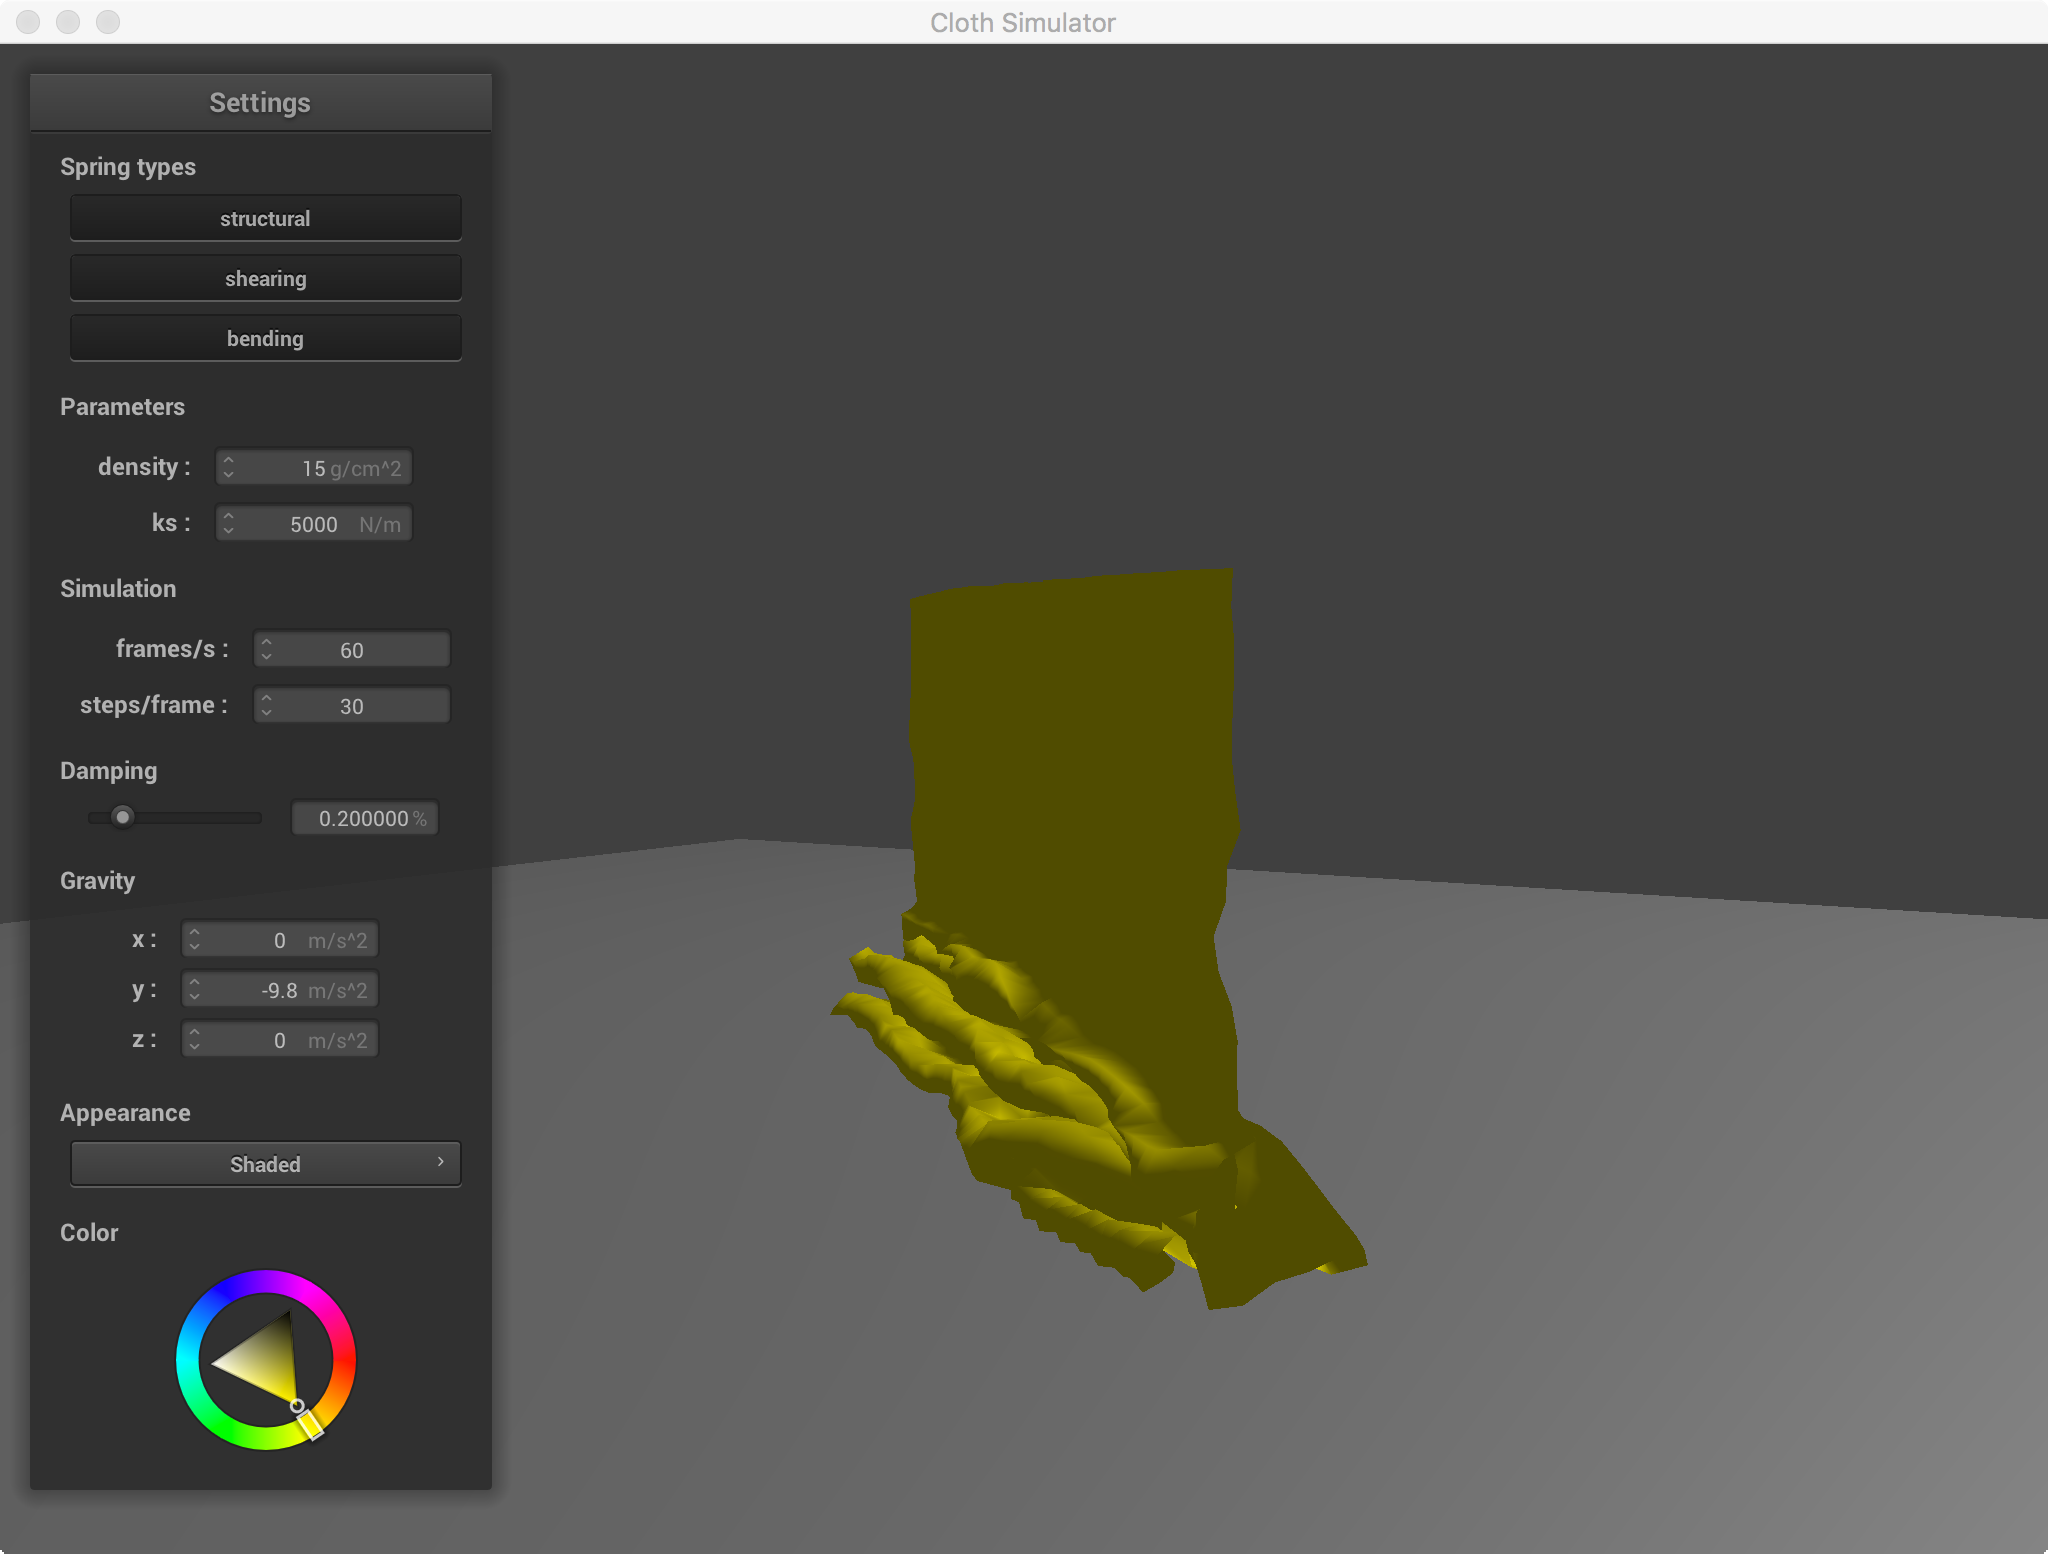 Cloth Simulator
Settings
Spring types
structural
shearing
bending
Parameters
density : 15 g/cm^2
ks : 5000 N/m
Simulation
frames/s : 60
steps/frame : 30
Damping
0.200000 %
Gravity
x : 0 m/s^2
y : -9.8 m/s^2
z : 0 m/s^2
Appearance
Shaded
Color